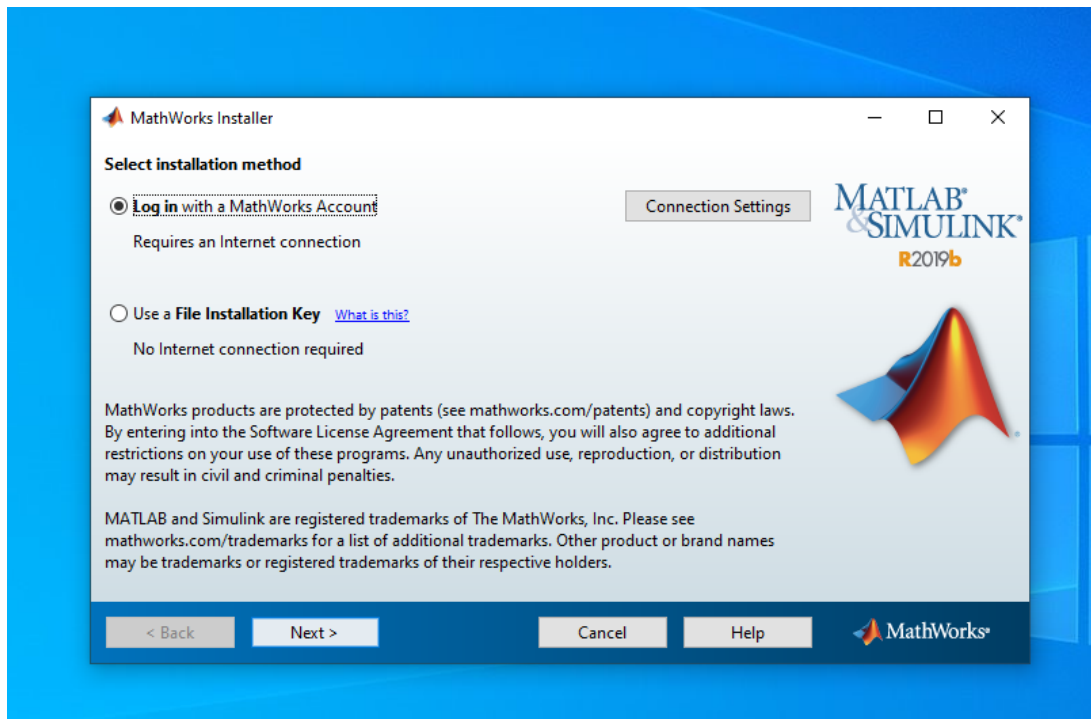 MathWorks Installer
Select installation method
Log in with a MathWorks Account
Connection Settings
Requires an Internet connection
MATLAB®
&SIMULINK®
R2019b
Use a File Installation Key What is this?
No Internet connection required
MathWorks products are protected by patents (see mathworks.com/patents) and copyright laws.
By entering into the Software License Agreement that follows, you will also agree to additional
restrictions on your use of these programs. Any unauthorized use, reproduction, or distribution
may result in civil and criminal penalties.
MATLAB and Simulink are registered trademarks of The MathWorks, Inc. Please see
mathworks.com/trademarks for a list of additional trademarks. Other product or brand names
may be trademarks or registered trademarks of their respective holders.
< Back Next > Cancel Help MathWorks®